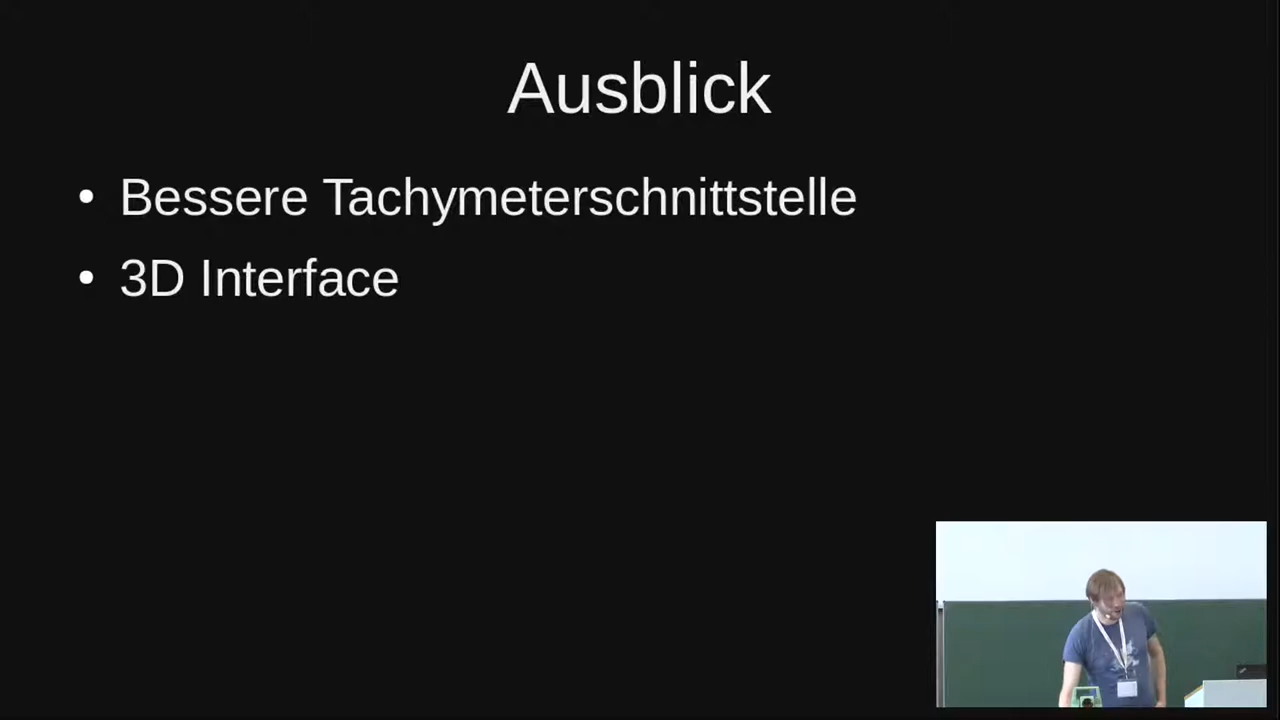 Ausblick
• Bessere Tachymeterschnittstelle
• 3D Interface